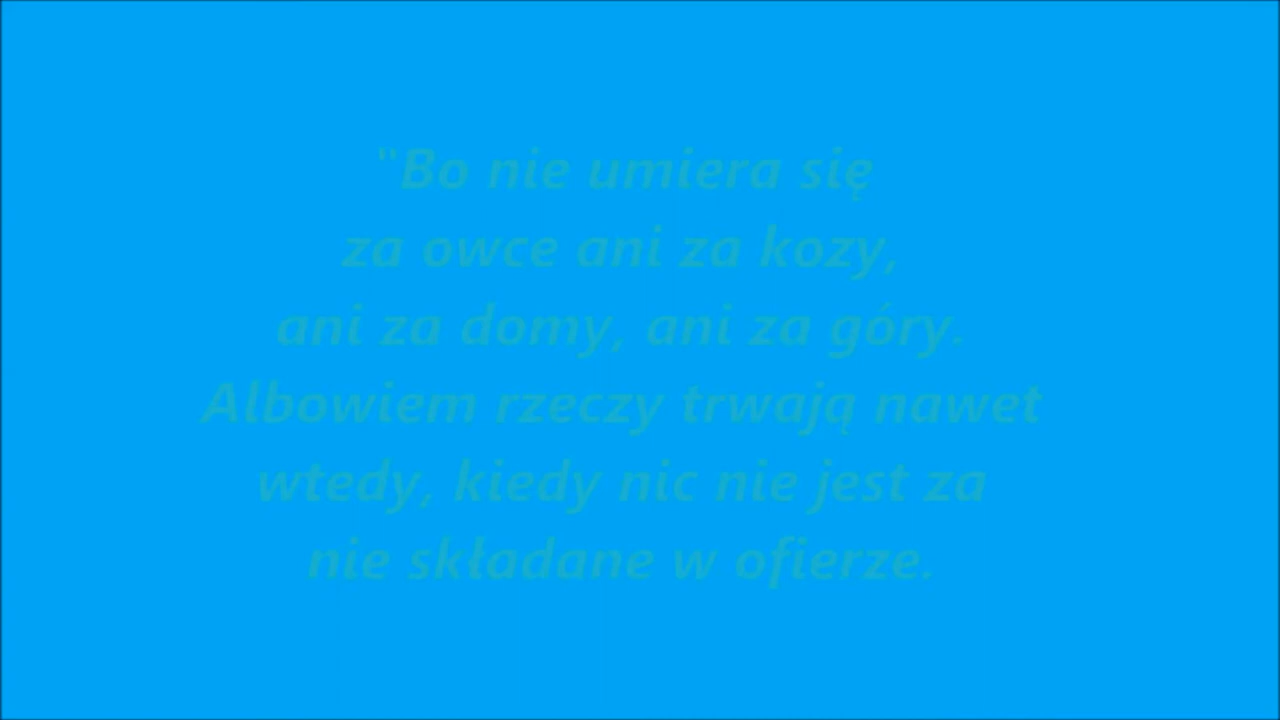 "Bo nie umiera się
za owce ani za kozy,
ani za domy, ani za góry.
Albowiem rzeczy trwają nawet
wtedy, kiedy nic nie jest za
nie składane w ofierze.